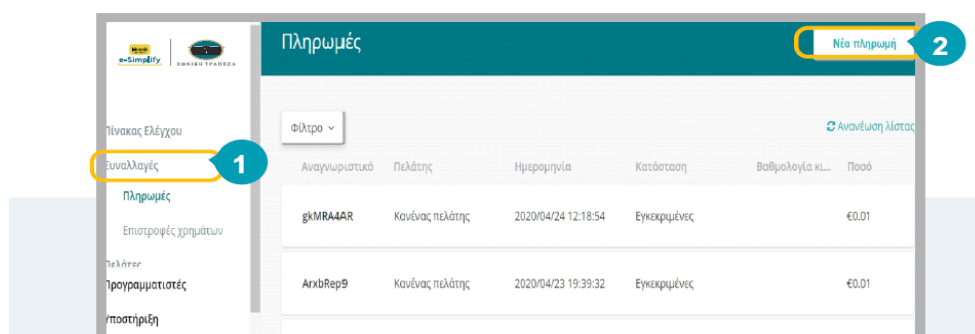 Πληρωμές
Νέα πληρωμή
2
e-Simplify
ΕΘΝΙΚΗ ΤΡΑΠΕΖΑ
Πίνακας Ελέγχου
Φίλτρο
Ανανέωση λίστας
Συναλλαγές
1
Αναγνωριστικό Πελάτης Ημερομηνία Κατάσταση Βαθμολογία κι... Ποσό
Πληρωμές
gkMRA4AR Κανένας πελάτης 2020/04/24 12:18:54 Εγκεκριμένες €0.01
Επιστροφές χρημάτων
Πελάτες
Προγραμματιστές
ArxbRep9 Κανένας πελάτης 2020/04/23 19:39:32 Εγκεκριμένες €0.01
Υποστήριξη